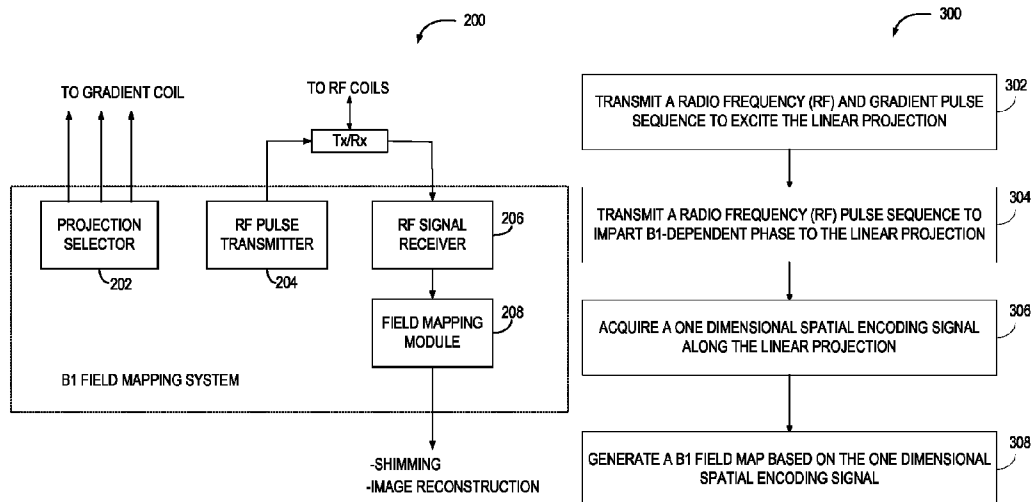 200
TO GRADIENT COIL
TO RF COILS
Tx/Rx
PROJECTION
SELECTOR
202
RF PULSE
TRANSMITTER
204
RF SIGNAL
RECEIVER
206
FIELD MAPPING
MODULE
208
B1 FIELD MAPPING SYSTEM
-SHIMMING
-IMAGE RECONSTRUCTION
300
302
TRANSMIT A RADIO FREQUENCY (RF) AND GRADIENT PULSE
SEQUENCE TO EXCITE THE LINEAR PROJECTION
304
TRANSMIT A RADIO FREQUENCY (RF) PULSE SEQUENCE TO
IMPART B1-DEPENDENT PHASE TO THE LINEAR PROJECTION
306
ACQUIRE A ONE DIMENSIONAL SPATIAL ENCODING SIGNAL
ALONG THE LINEAR PROJECTION
308
GENERATE A B1 FIELD MAP BASED ON THE ONE DIMENSIONAL
SPATIAL ENCODING SIGNAL